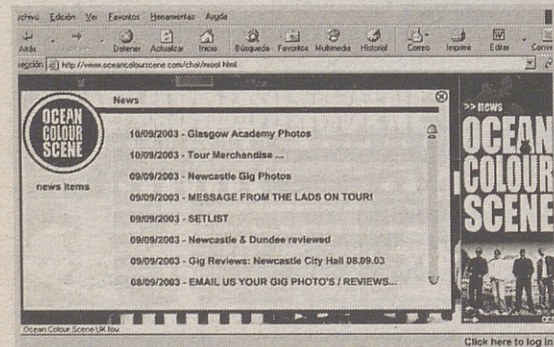 Edición Ver Favoritos Herramientas Ayuda
Atrás Detener Actualizar Inicio Búsqueda Favoritos Multimedia Historial Correo Imprimir Editar
http://www.oceancolourscene.com/chai/
News
OCEAN
COLOUR
SCENE
news items
10/09/2003 - Glasgow Academy Photos
10/09/2003 - Tour Merchandise ...
09/09/2003 - Newcastle Gig Photos
09/09/2003 - MESSAGE FROM THE LADS ON TOUR!
09/09/2003 - SETLIST
09/09/2003 - Newcastle & Dundee reviewed
09/09/2003 - Gig Reviews: Newcastle City Hall 08.09.03
08/09/2003 - EMAIL US YOUR GIG PHOTO'S / REVIEWS...
>> news
OCEAN
COLOUR
SCENE
Ocean Colour Scene UK tou
Click here to log in